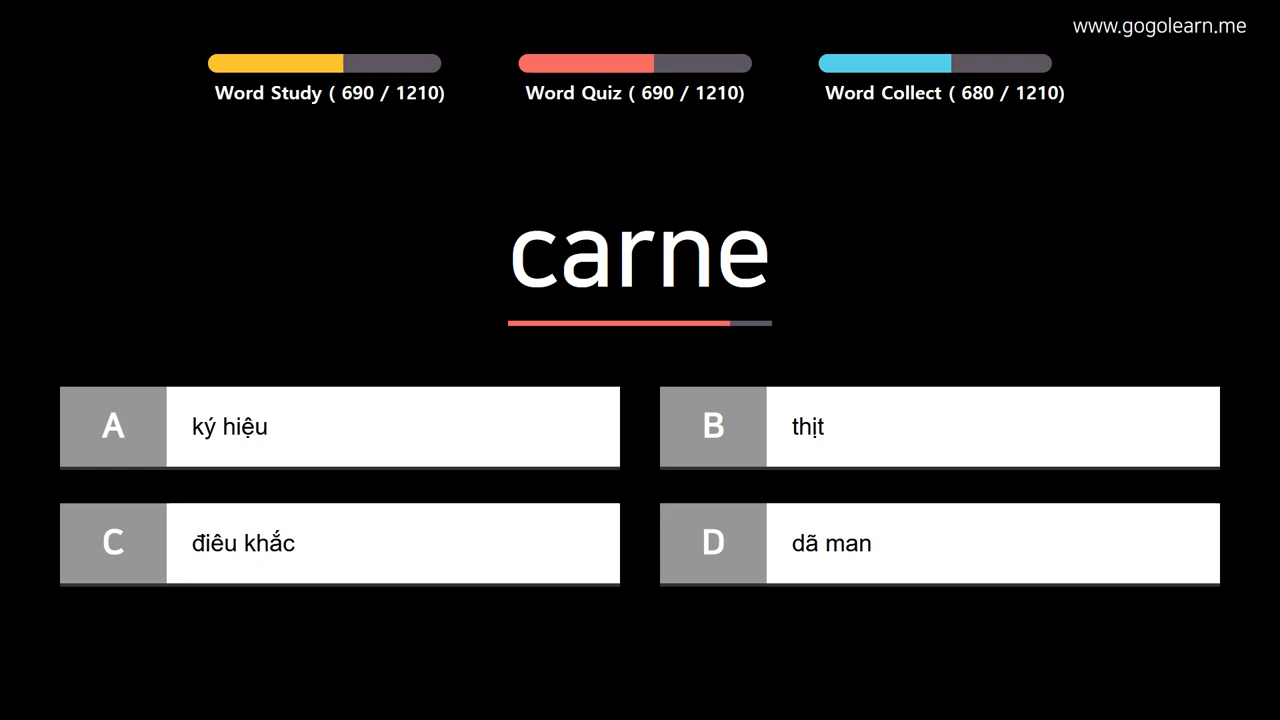 www.gogolearn.me
Word Study ( 690 / 1210)
Word Quiz ( 690 / 1210)
Word Collect ( 680 / 1210)
carne
A
ký hiệu
B
thịt
C
điêu khắc
D
dã man